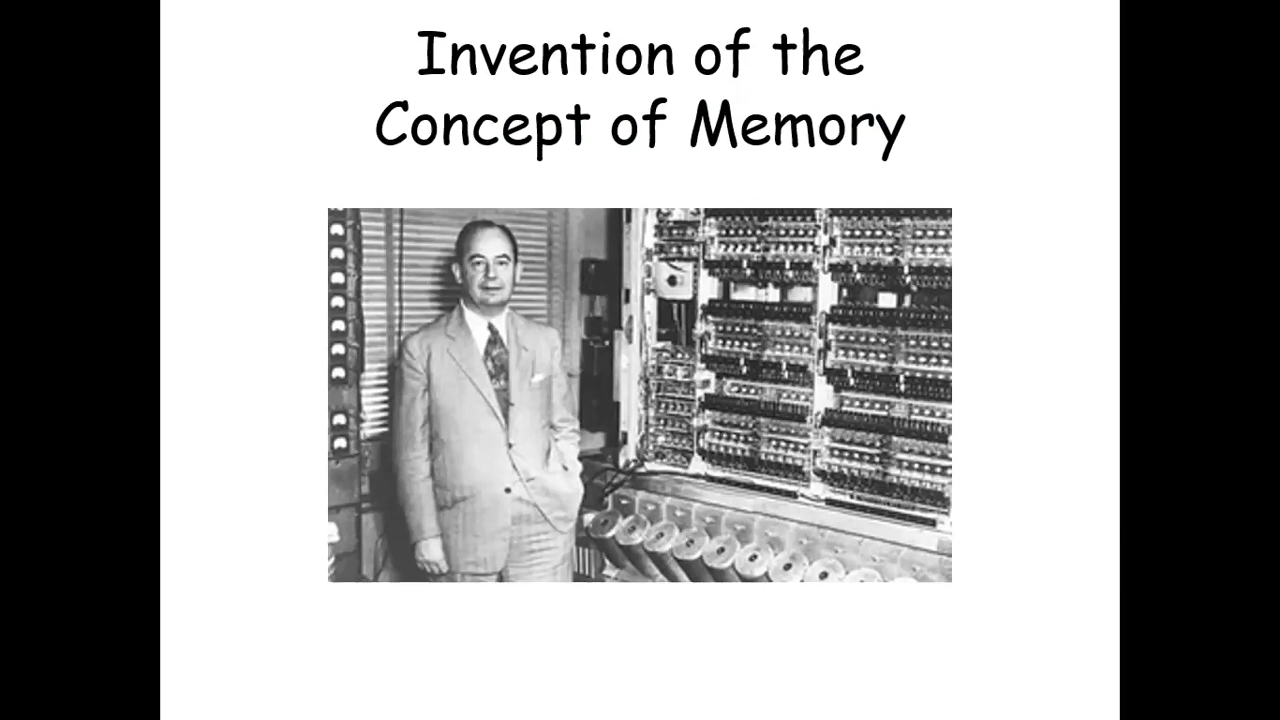 Invention of the
Concept of Memory